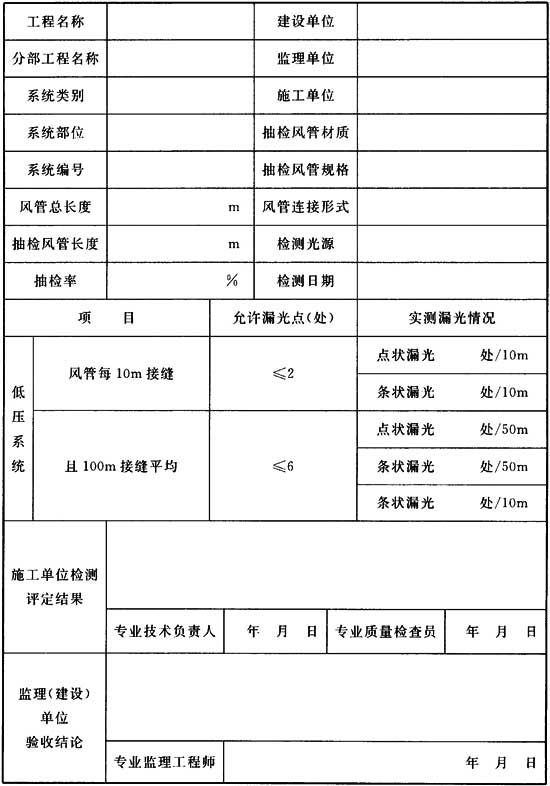 工程名称 建设单位
分部工程名称 监理单位
系统类别 施工单位
系统部位 抽检风管材质
系统编号 抽检风管规格
风管总长度 m 风管连接形式
抽检风管长度 m 检测光源
抽检率 % 检测日期
项 目 允许漏光点(处) 实测漏光情况
低压系统
风管每10m接缝 ≤2
点状漏光 处/10m
条状漏光 处/10m
且100m接缝平均 ≤6
点状漏光 处/50m
条状漏光 处/50m
条状漏光 处/10m
施工单位检测
评定结果
专业技术负责人 年 月 日 专业质量检查员 年 月 日
监理(建设)
单位
验收结论
专业监理工程师 年 月 日